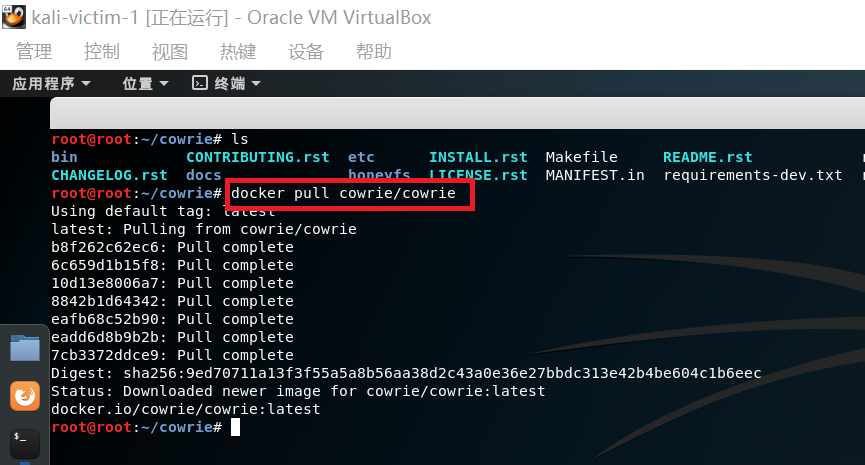 kali-victim-1 [正在运行] - Oracle VM VirtualBox
管理 控制 视图 热键 设备 帮助
应用程序 位置 终端
root@root:~/cowrie# ls
bin CONTRIBUTING.rst etc INSTALL.rst Makefile README.rst
CHANGELOG.rst docs honeyfs LICENSE.rst MANIFEST.in requirements-dev.txt
root@root:~/cowrie# docker pull cowrie/cowrie
Using default tag: latest
latest: Pulling from cowrie/cowrie
b8f262c62ec6: Pull complete
6c659d1b15f8: Pull complete
10d13e8006a7: Pull complete
8842b1d64342: Pull complete
eafb68c52b90: Pull complete
eadd6d8b9b2b: Pull complete
7cb3372ddce9: Pull complete
Digest: sha256:9ed70711a13f3f55a5a8b56aa38d2c43a0e36e27bbdc313e42b4be604c1b6eec
Status: Downloaded newer image for cowrie/cowrie:latest
docker.io/cowrie/cowrie:latest
root@root:~/cowrie#